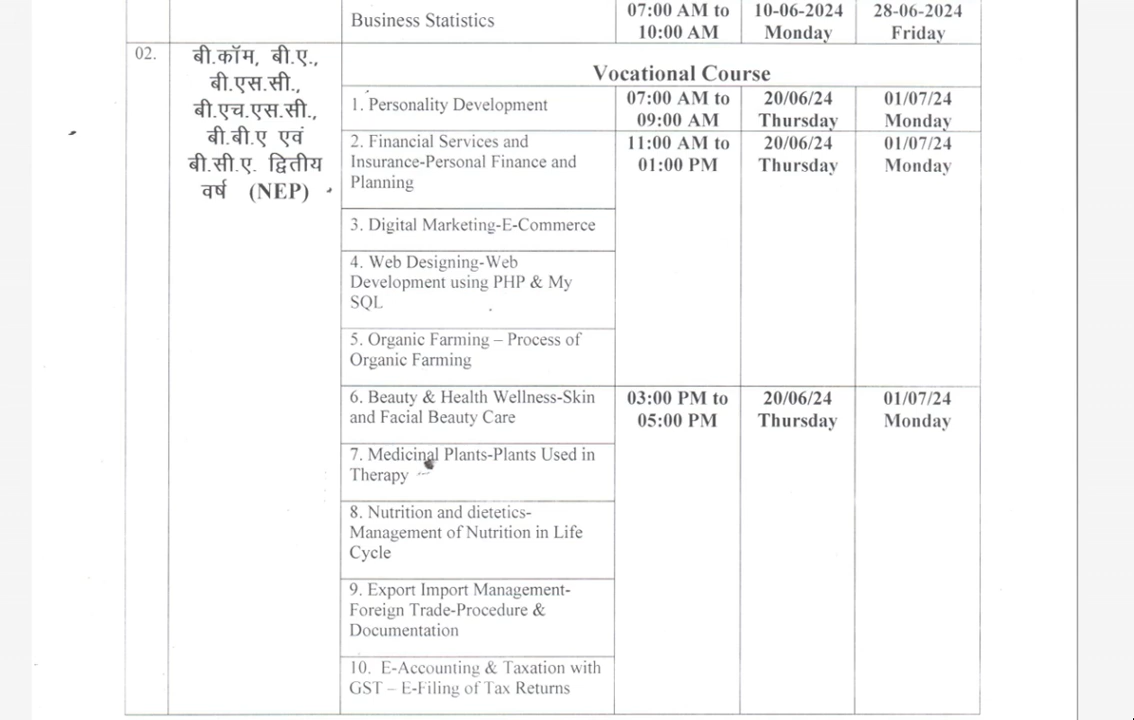 Business Statistics
07:00 AM to
10:00 AM
10-06-2024
Monday
28-06-2024
Friday
02.
बी.कॉम, बी.ए.,
बी.एस.सी.,
बी.एच.एस.सी.,
बी.बी.ए एवं
बी.सी.ए. द्वितीय
वर्ष (NEP)
Vocational Course
1. Personality Development
07:00 AM to
09:00 AM
20/06/24
Thursday
01/07/24
Monday
2. Financial Services and
Insurance-Personal Finance and
Planning
11:00 AM to
01:00 PM
20/06/24
Thursday
01/07/24
Monday
3. Digital Marketing-E-Commerce
4. Web Designing-Web
Development using PHP & My
SQL
5. Organic Farming – Process of
Organic Farming
6. Beauty & Health Wellness-Skin
and Facial Beauty Care
03:00 PM to
05:00 PM
20/06/24
Thursday
01/07/24
Monday
7. Medicinal Plants-Plants Used in
Therapy
8. Nutrition and dietetics-
Management of Nutrition in Life
Cycle
9. Export Import Management-
Foreign Trade-Procedure &
Documentation
10. E-Accounting & Taxation with
GST – E-Filing of Tax Returns